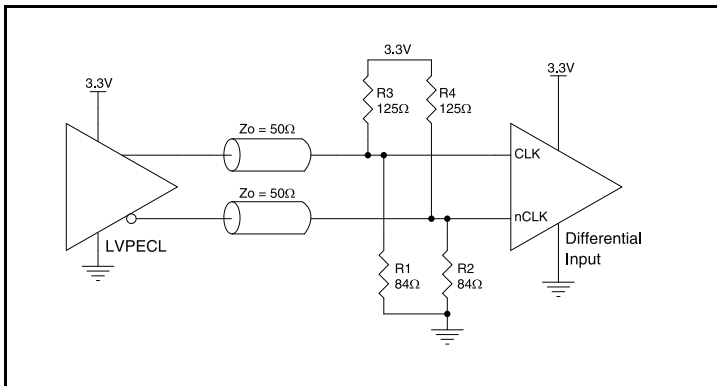 3.3V
3.3V
3.3V
R3
125Ω
R4
125Ω
Zo = 50Ω
CLK
Zo = 50Ω
nCLK
LVPECL
Differential
Input
R1
84Ω
R2
84Ω